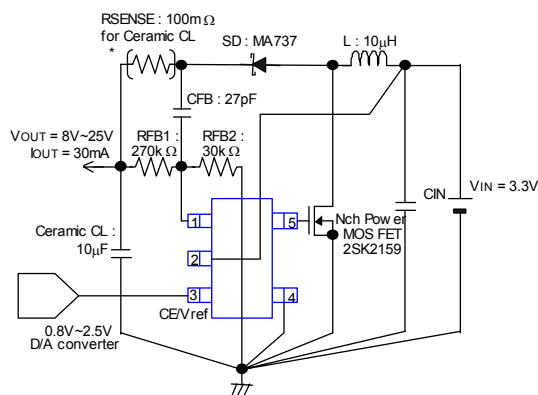 RSENSE : 100mΩ
for Ceramic CL
*
SD : MA737
L : 10μH
CFB : 27pF
VOUT = 8V~25V
IOUT = 30mA
RFB1 :
270kΩ
RFB2 :
30kΩ
CIN
VIN = 3.3V
1
5
Nch Power
MOS FET
2SK2159
Ceramic CL :
10μF
2
3
4
CE/Vref
0.8V~2.5V
D/A converter